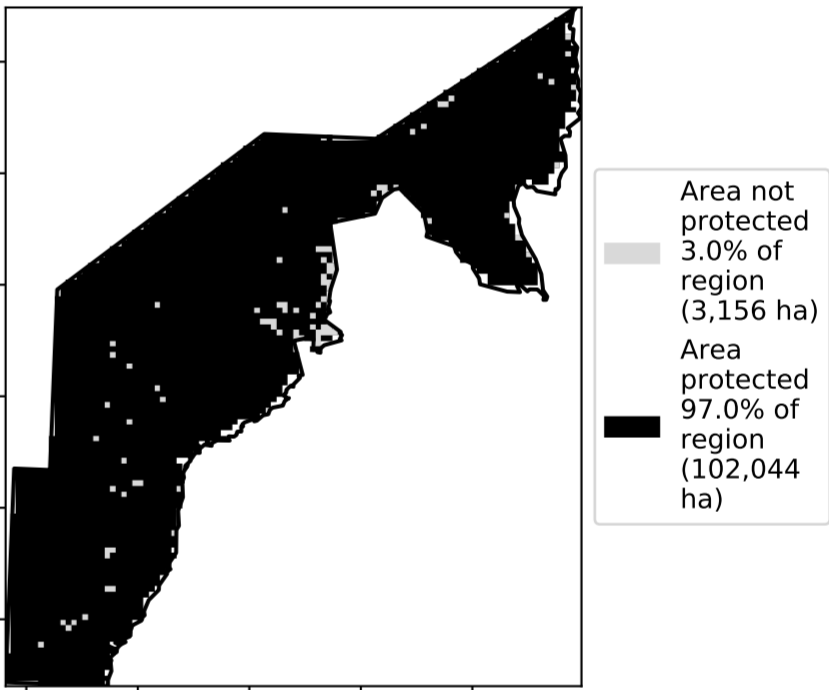 Area not
protected
3.0% of
region
(3,156 ha)
Area
protected
97.0% of
region
(102,044
ha)